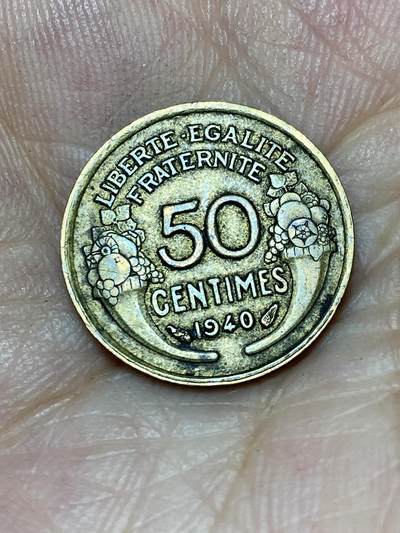 LIBERTE·EGALITE
FRATERNITE
50
CENTIMES
1940